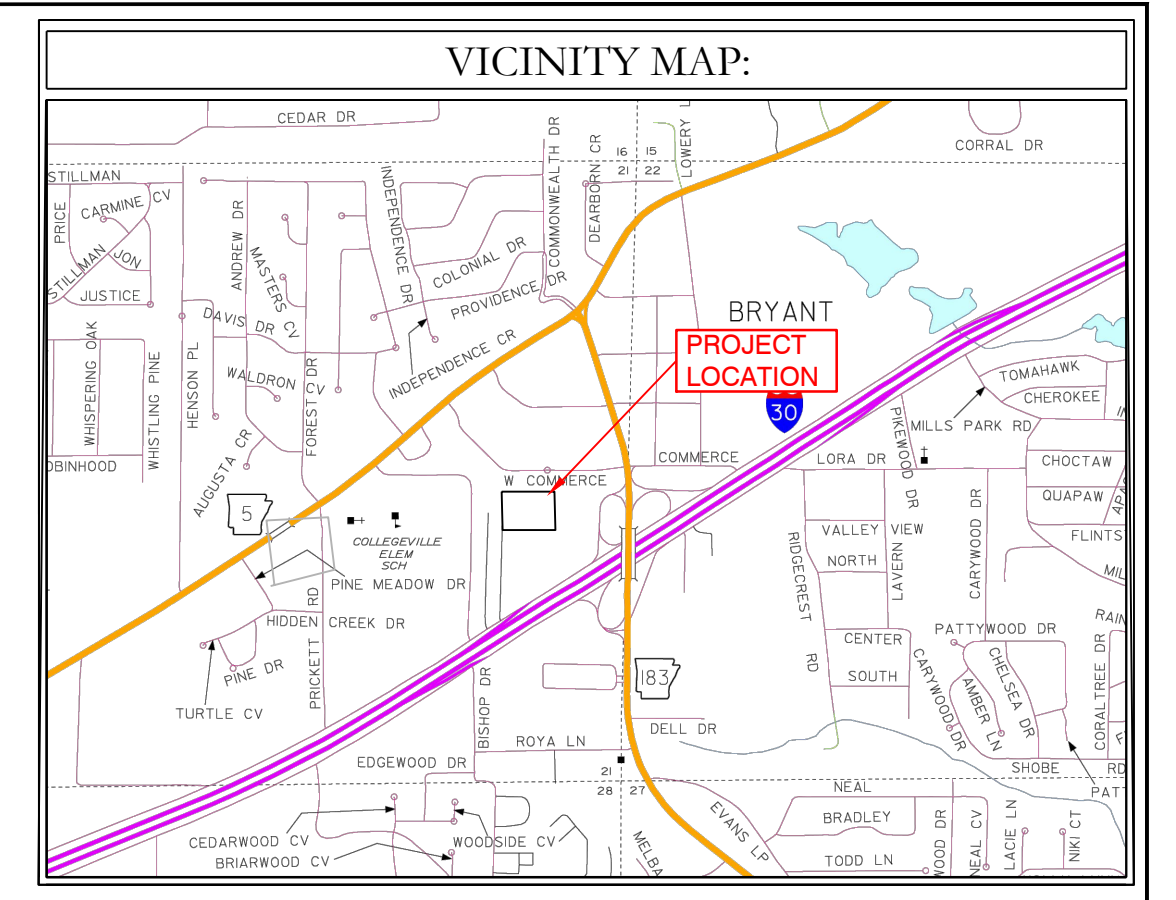 VICINITY MAP:
CEDAR DR
CORRAL DR
COMMONWEALTH DR
DEARBORN CR
LOWERY L
16 15
21 22
STILLMAN
PRICE
CARMINE CV
STILLMAN
JON
JUSTICE
ANDREW DR
MASTERS CV
INDEPENDENCE DR
COLONIAL DR
PROVIDENCE DR
DAVIS DR
INDEPENDENCE CR
WHISPERING OAK
WHISTLING PINE
HENSON PL
WALDRON CV
FOREST DR
AUGUSTA CR
OBINHOOD
BRYANT
PROJECT
LOCATION
30
TOMAHAWK
CHEROKEE
MILLS PARK RD
PIKEWOOD DR
COMMERCE
LORA DR
CHOCTAW
W COMMERCE
QUAPAW
APA
FLINTS
5
COLLEGEVILLE
ELEM
SCH
VALLEY VIEW
NORTH
LAVERN
CARYWOOD DR
RIDGECREST
RD
MIL
PINE MEADOW DR
HIDDEN CREEK DR
PRICKETT RD
PINE DR
TURTLE CV
CENTER
SOUTH
PATTYWOOD DR
RAIN
CARYWOOD DR
AMBER LN
CHELSEA DR
CORALTREE DR
183
BISHOP DR
DELL DR
ROYA LN
EDGEWOOD DR
21
28 27
SHOBE RD
PATT
NEAL
BRADLEY
TODD LN
EVANS LP
MELBA
WOOD DR
NEAL CV
LACIE LN
NIKI CT
CEDARWOOD CV
WOODSIDE CV
BRIARWOOD CV